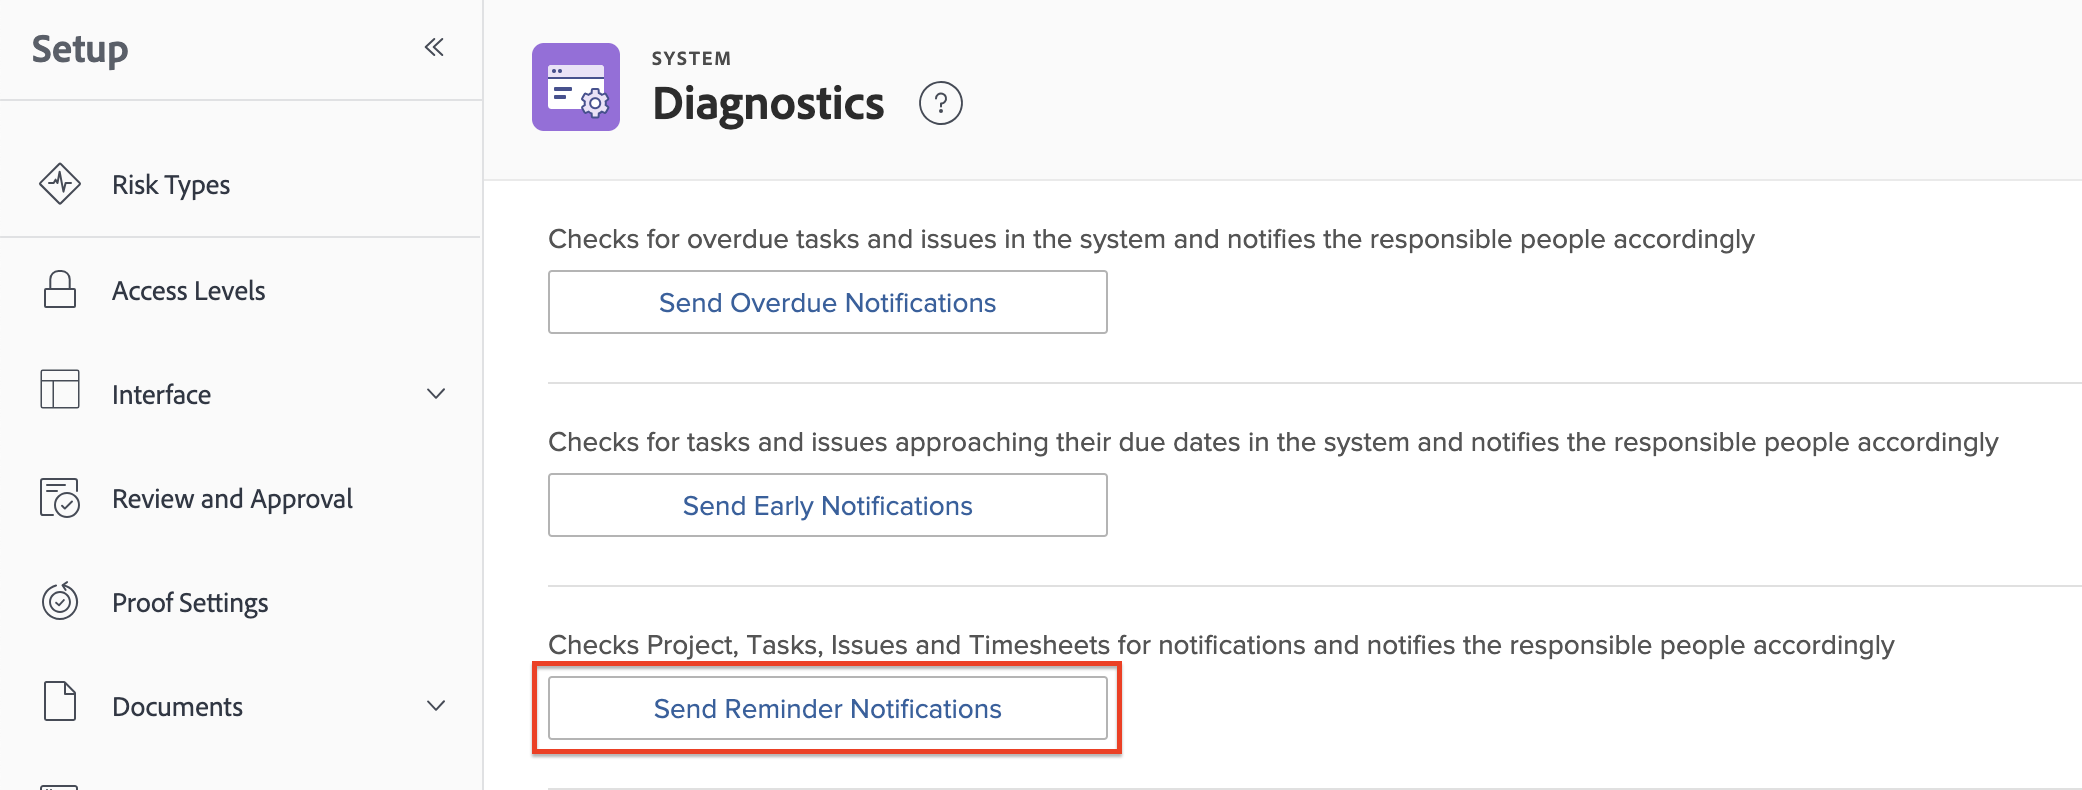 Setup
Risk Types
Access Levels
Interface
Review and Approval
Proof Settings
Documents
SYSTEM
Diagnostics
?
Checks for overdue tasks and issues in the system and notifies the responsible people accordingly
Send Overdue Notifications
Checks for tasks and issues approaching their due dates in the system and notifies the responsible people accordingly
Send Early Notifications
Checks Project, Tasks, Issues and Timesheets for notifications and notifies the responsible people accordingly
Send Reminder Notifications